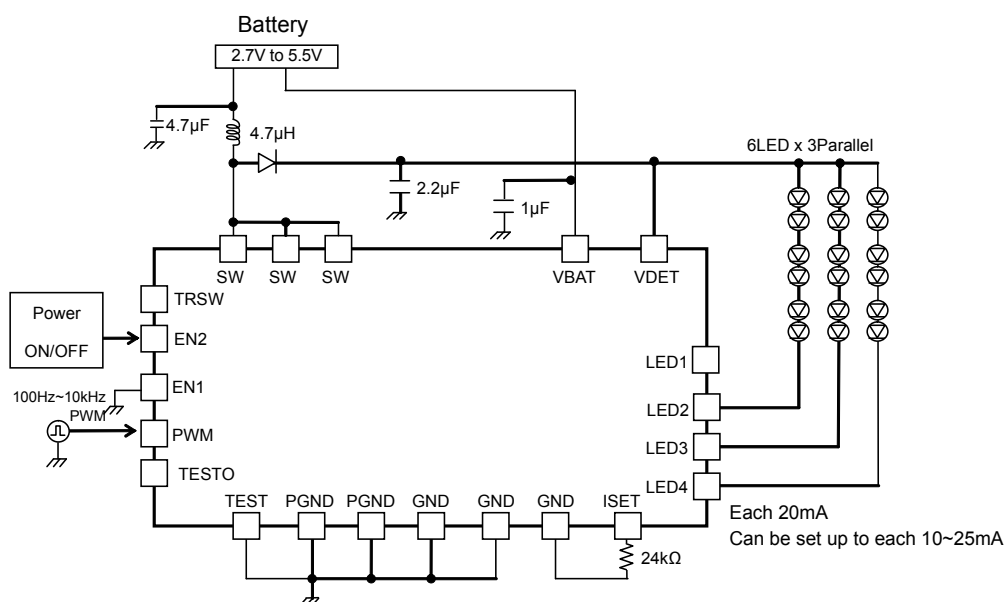 Battery
2.7V to 5.5V
4.7µF
4.7µH
6LED x 3Parallel
2.2µF
1µF
SW
SW
SW
VBAT
VDET
TRSW
Power
ON/OFF
EN2
LED1
EN1
100Hz~10kHz
PWM
LED2
PWM
LED3
TESTO
LED4
TEST
PGND
PGND
GND
GND
GND
ISET
Each 20mA
Can be set up to each 10~25mA
24kΩ